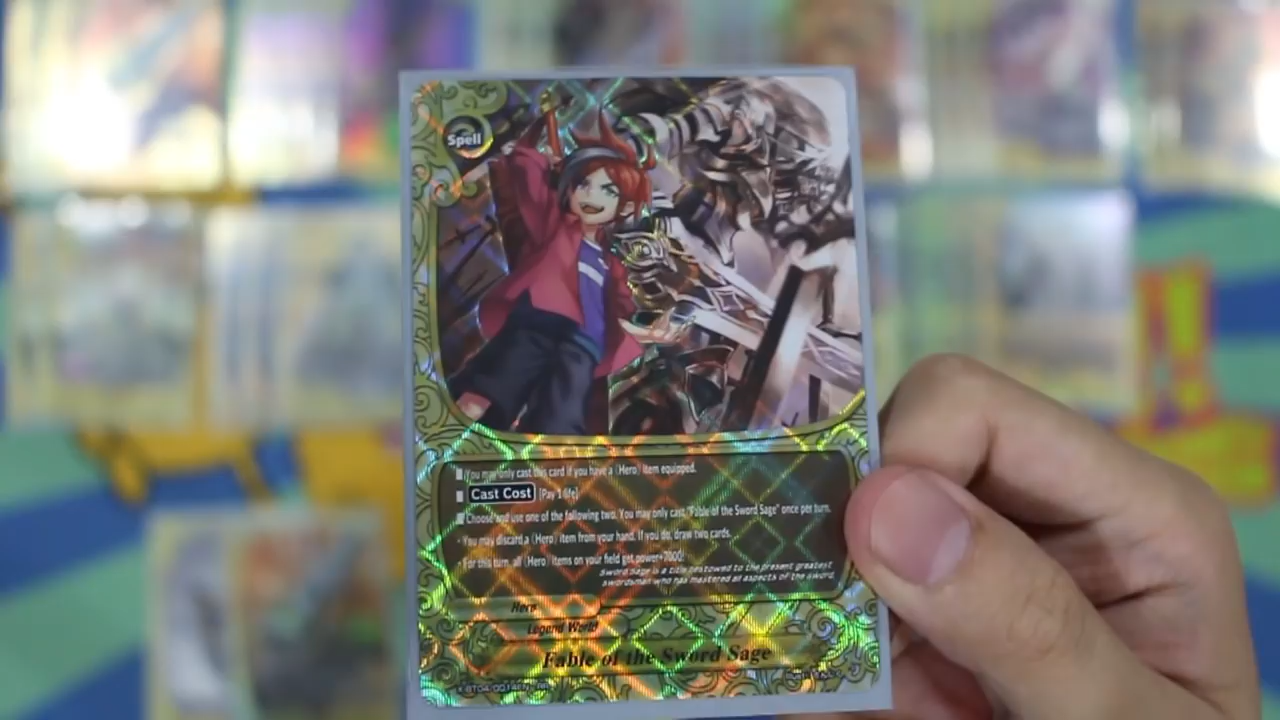 Spell
You may only cast this card if you have a 《Hero》 item equipped.
Cast Cost [Pay 1 life]
Choose and use one of the following two. You may only cast "Fable of the Sword Sage" once per turn.
・You may discard a 《Hero》 item from your hand. If you do, draw two cards.
・For this turn, all 《Hero》 items on your field get power+7000!
Sword Sage is a title bestowed to the present greatest
swordsman who has mastered all aspects of the sword.
Hero
Legend World
Fable of the Sword Sage